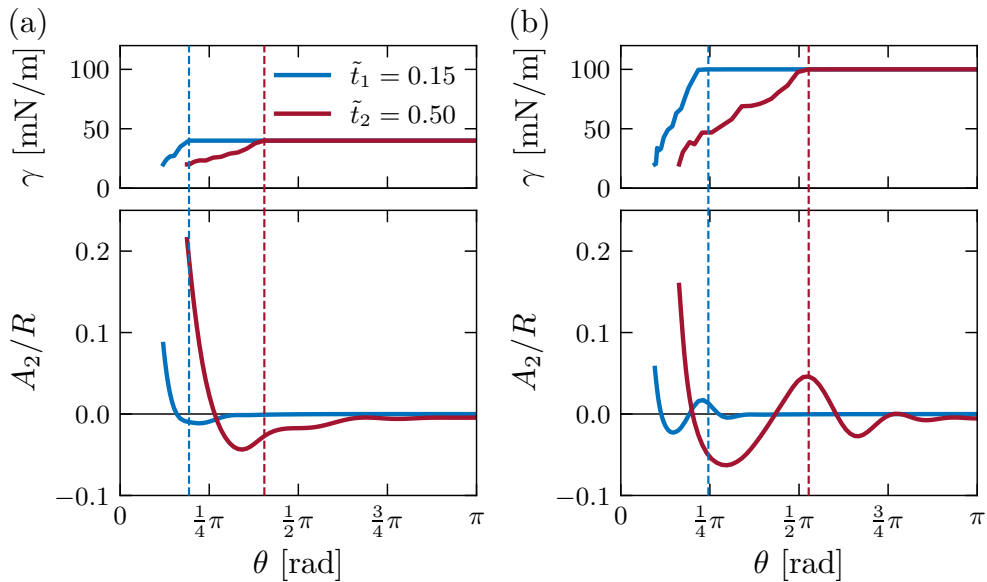 (a)
(b)
γ [mN/m]
100
50
0
t̃₁ = 0.15
t̃₂ = 0.50
γ [mN/m]
100
50
0
A₂/R
0.2
0.1
0.0
−0.1
0
¼π
½π
¾π
π
θ [rad]
A₂/R
0.2
0.1
0.0
−0.1
0
¼π
½π
¾π
π
θ [rad]